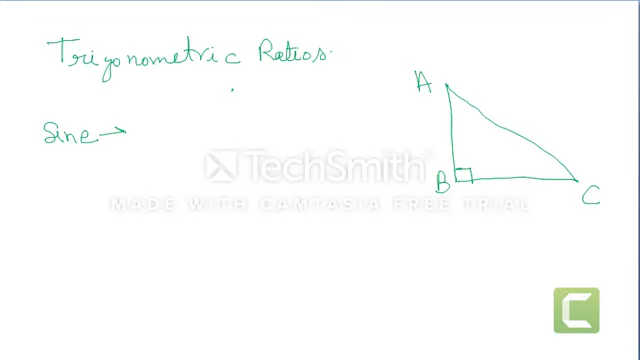 Trigonometric Ratios.
A
Sine →
B
C
TechSmith
MADE WITH CAMTASIA FREE TRIAL
C